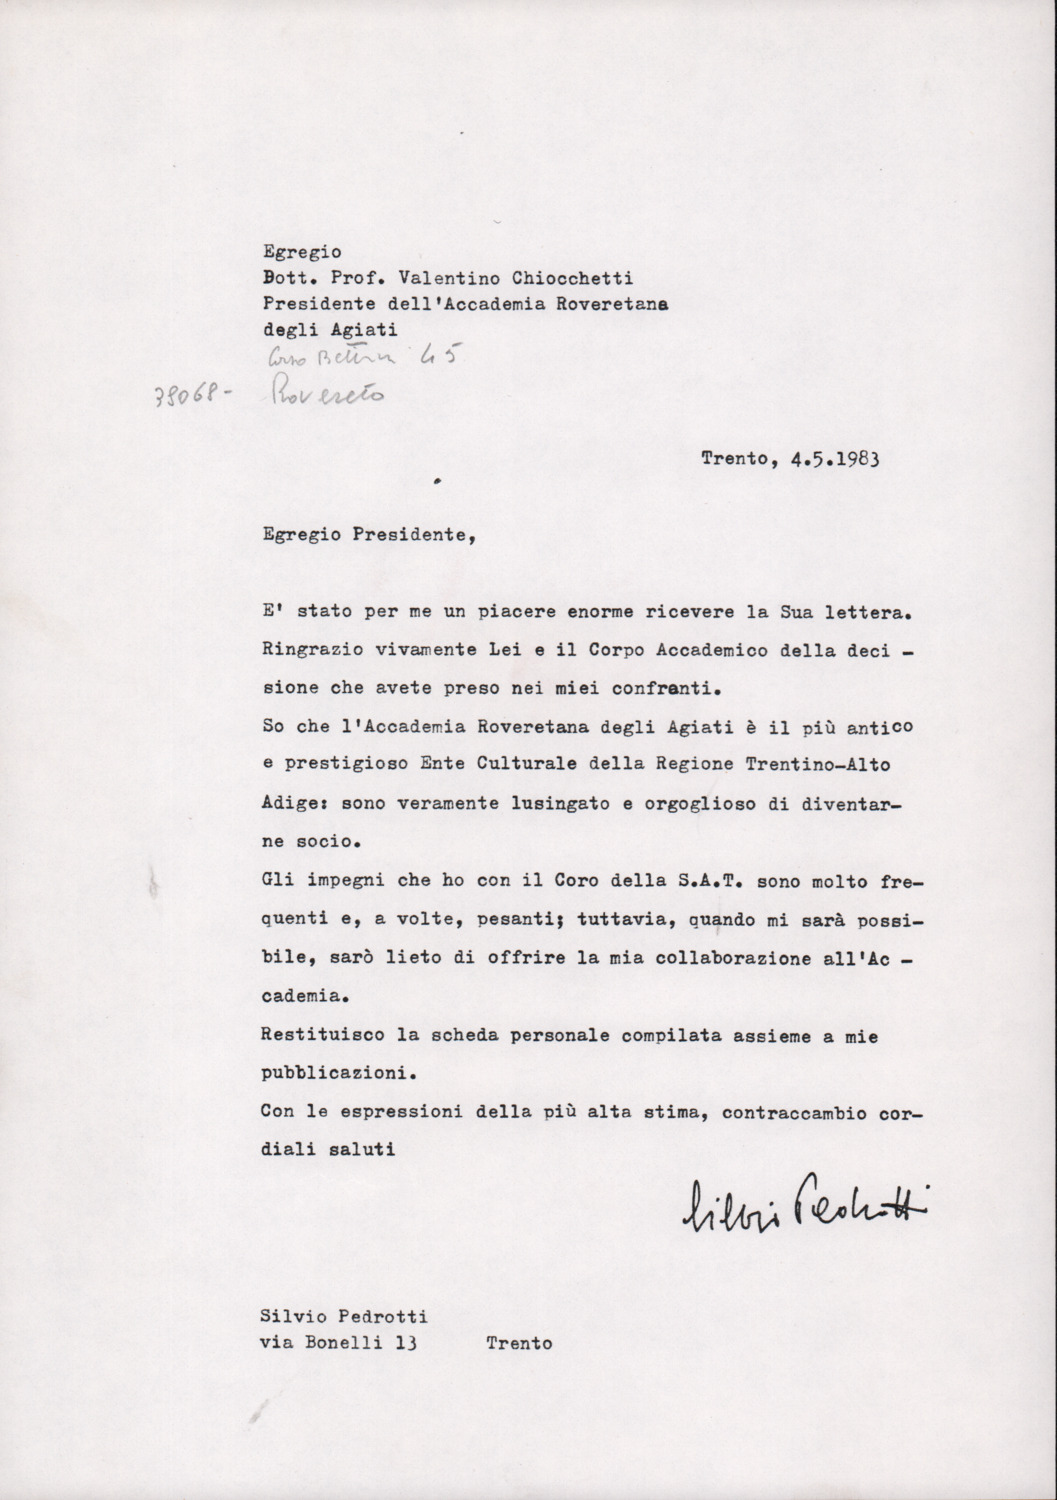 Egregio
Dott. Prof. Valentino Chiocchetti
Presidente dell'Accademia Roveretana
degli Agiati
Corso Bettini 45
38068- Rovereto
Trento, 4.5.1983
Egregio Presidente,
E' stato per me un piacere enorme ricevere la Sua lettera.
Ringrazio vivamente Lei e il Corpo Accademico della deci -
sione che avete preso nei miei confranti.
So che l'Accademia Roveretana degli Agiati è il più antico
e prestigioso Ente Culturale della Regione Trentino-Alto
Adige: sono veramente lusingato e orgoglioso di diventar-
ne socio.
Gli impegni che ho con il Coro della S.A.T. sono molto fre-
quenti e, a volte, pesanti; tuttavia, quando mi sarà possi-
bile, sarò lieto di offrire la mia collaborazione all'Ac -
cademia.
Restituisco la scheda personale compilata assieme a mie
pubblicazioni.
Con le espressioni della più alta stima, contraccambio cor-
diali saluti
Silvio Pedrotti
Silvio Pedrotti
via Bonelli 13 Trento